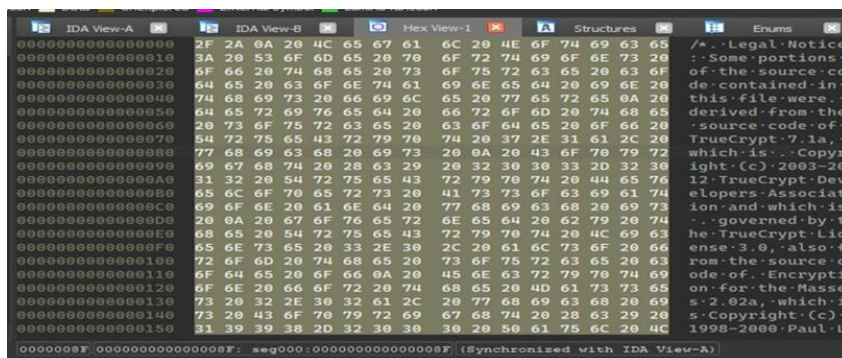 IDA View-A IDA View-B Hex View-1 Structures Enums
0000000000000000 2F 2A 0A 20 4C 65 67 61 6C 20 4E 6F 74 69 63 65 /*. Legal Notice
0000000000000010 3A 20 53 6F 6D 65 20 70 6F 72 74 69 6F 6E 73 20 : Some portions
0000000000000020 6F 66 20 74 68 65 20 73 6F 75 72 63 65 20 63 6F of the source co
0000000000000030 64 65 20 63 6F 6E 74 61 69 6E 65 64 20 69 6E 20 de contained in
0000000000000040 74 68 69 73 20 66 69 6C 65 20 77 65 72 65 0A 20 this file were.
0000000000000050 64 65 72 69 76 65 64 20 66 72 6F 6D 20 74 68 65 derived from the
0000000000000060 20 73 6F 75 72 63 65 20 63 6F 64 65 20 6F 66 20 source code of
0000000000000070 54 72 75 65 43 72 79 70 74 20 37 2E 31 61 2C 20 TrueCrypt 7.1a,
0000000000000080 77 68 69 63 68 20 69 73 20 0A 20 43 6F 70 79 72 which is . Copyr
0000000000000090 69 67 68 74 20 28 63 29 20 32 30 30 33 2D 32 30 ight (c) 2003-20
00000000000000A0 31 32 20 54 72 75 65 43 72 79 70 74 20 44 65 76 12 TrueCrypt Dev
00000000000000B0 65 6C 6F 70 65 72 73 20 41 73 73 6F 63 69 61 74 elopers Associat
00000000000000C0 69 6F 6E 20 61 6E 64 20 77 68 69 63 68 20 69 73 ion and which is
00000000000000D0 20 0A 20 67 6F 76 65 72 6E 65 64 20 62 79 20 74 . governed by t
00000000000000E0 68 65 20 54 72 75 65 43 72 79 70 74 20 4C 69 63 he TrueCrypt Lic
00000000000000F0 65 6E 73 65 20 33 2E 30 2C 20 61 6C 73 6F 20 66 ense 3.0, also f
0000000000000100 72 6F 6D 20 74 68 65 20 73 6F 75 72 63 65 20 63 rom the source c
0000000000000110 6F 64 65 20 6F 66 0A 20 45 6E 63 72 79 70 74 69 ode of. Encrypti
0000000000000120 6F 6E 20 66 6F 72 20 74 68 65 20 4D 61 73 73 65 on for the Masse
0000000000000130 73 20 32 2E 30 32 61 2C 20 77 68 69 63 68 20 69 s 2.02a, which i
0000000000000140 73 20 43 6F 70 79 72 69 67 68 74 20 28 63 29 20 s Copyright (c)
0000000000000150 31 39 39 38 2D 32 30 30 30 20 50 61 75 6C 20 4C 1998-2000 Paul L
0000008F 000000000000008F: seg000:000000000000008F (Synchronized with IDA View-A)